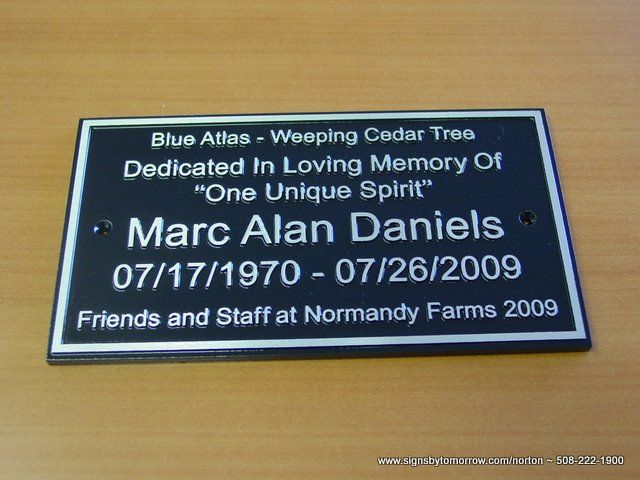 Blue Atlas - Weeping Cedar Tree
Dedicated In Loving Memory Of
“One Unique Spirit”
Marc Alan Daniels
07/17/1970 - 07/26/2009
Friends and Staff at Normandy Farms 2009
www.signsbytomorrow.com/norton ~ 508-222-1900